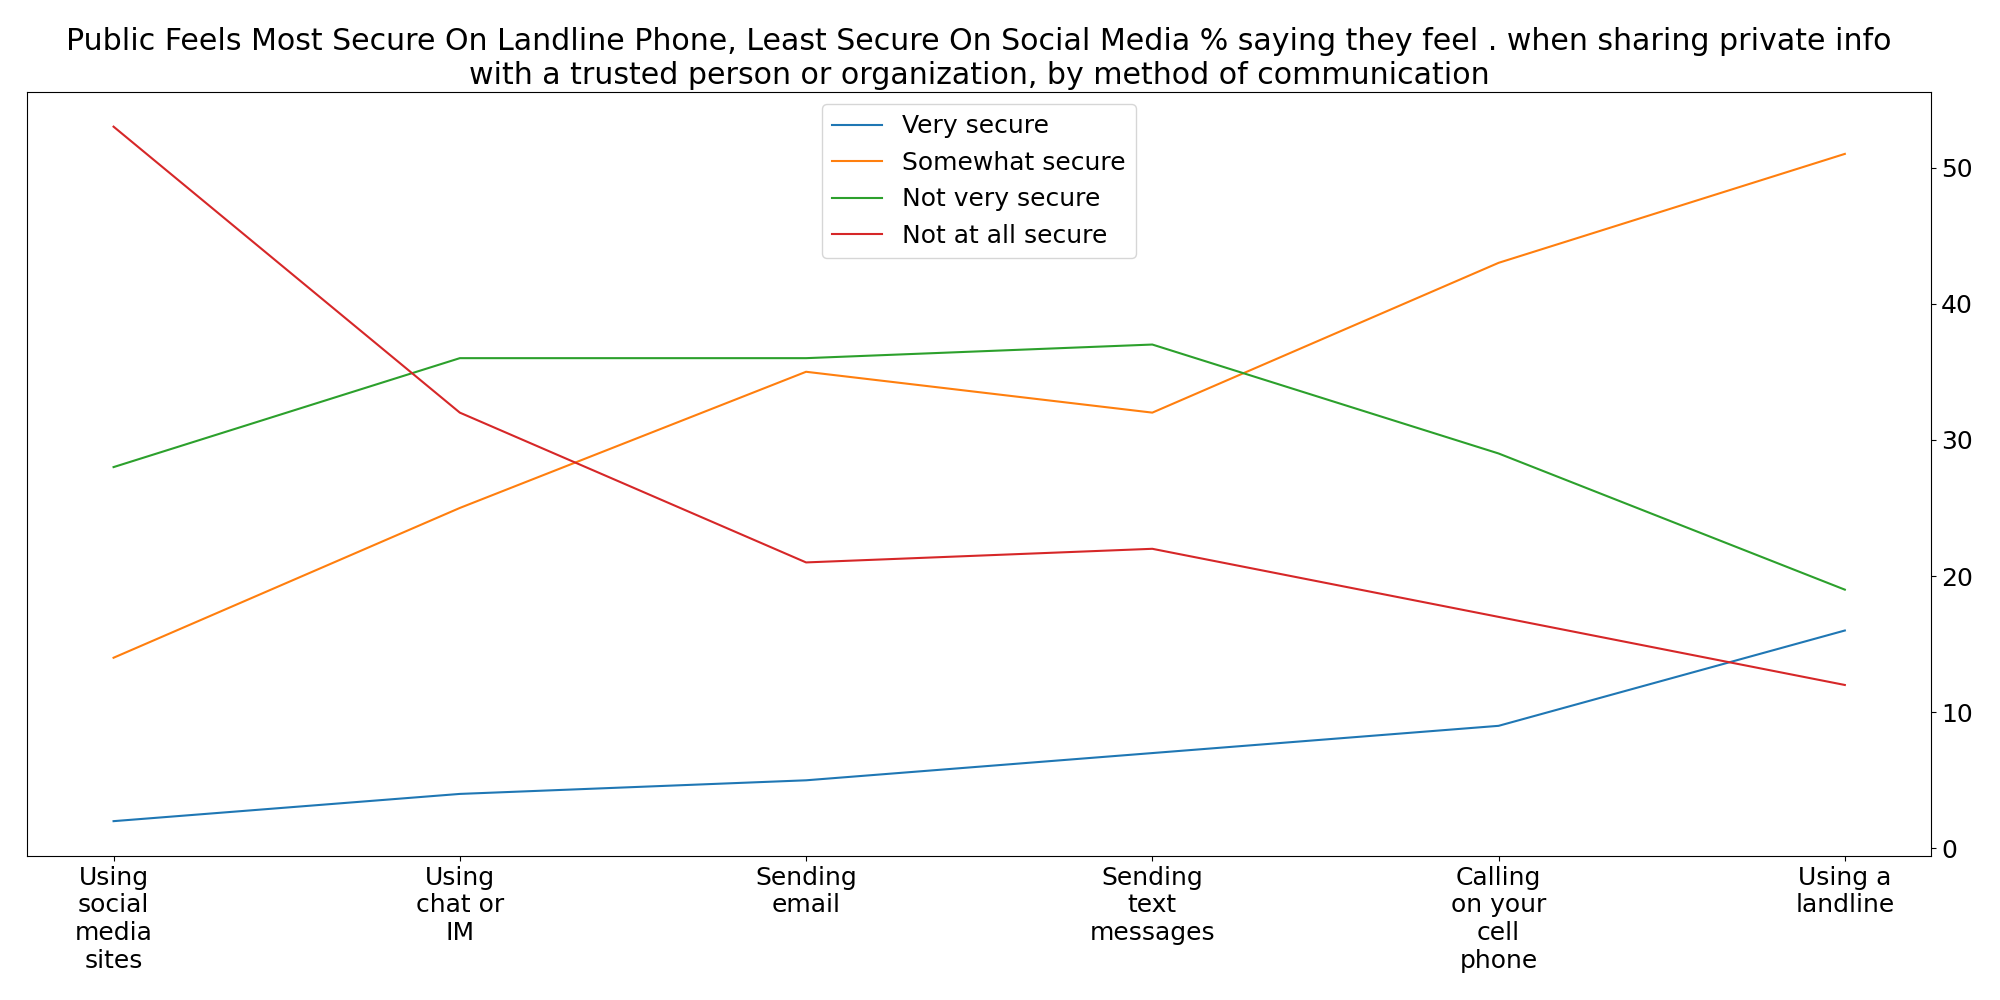 Public Feels Most Secure On Landline Phone, Least Secure On Social Media % saying they feel . when sharing private info
with a trusted person or organization, by method of communication
Very secure
Somewhat secure
Not very secure
Not at all secure
50
40
30
20
10
0
Using
social
media
sites
Using
chat or
IM
Sending
email
Sending
text
messages
Calling
on your
cell
phone
Using a
landline